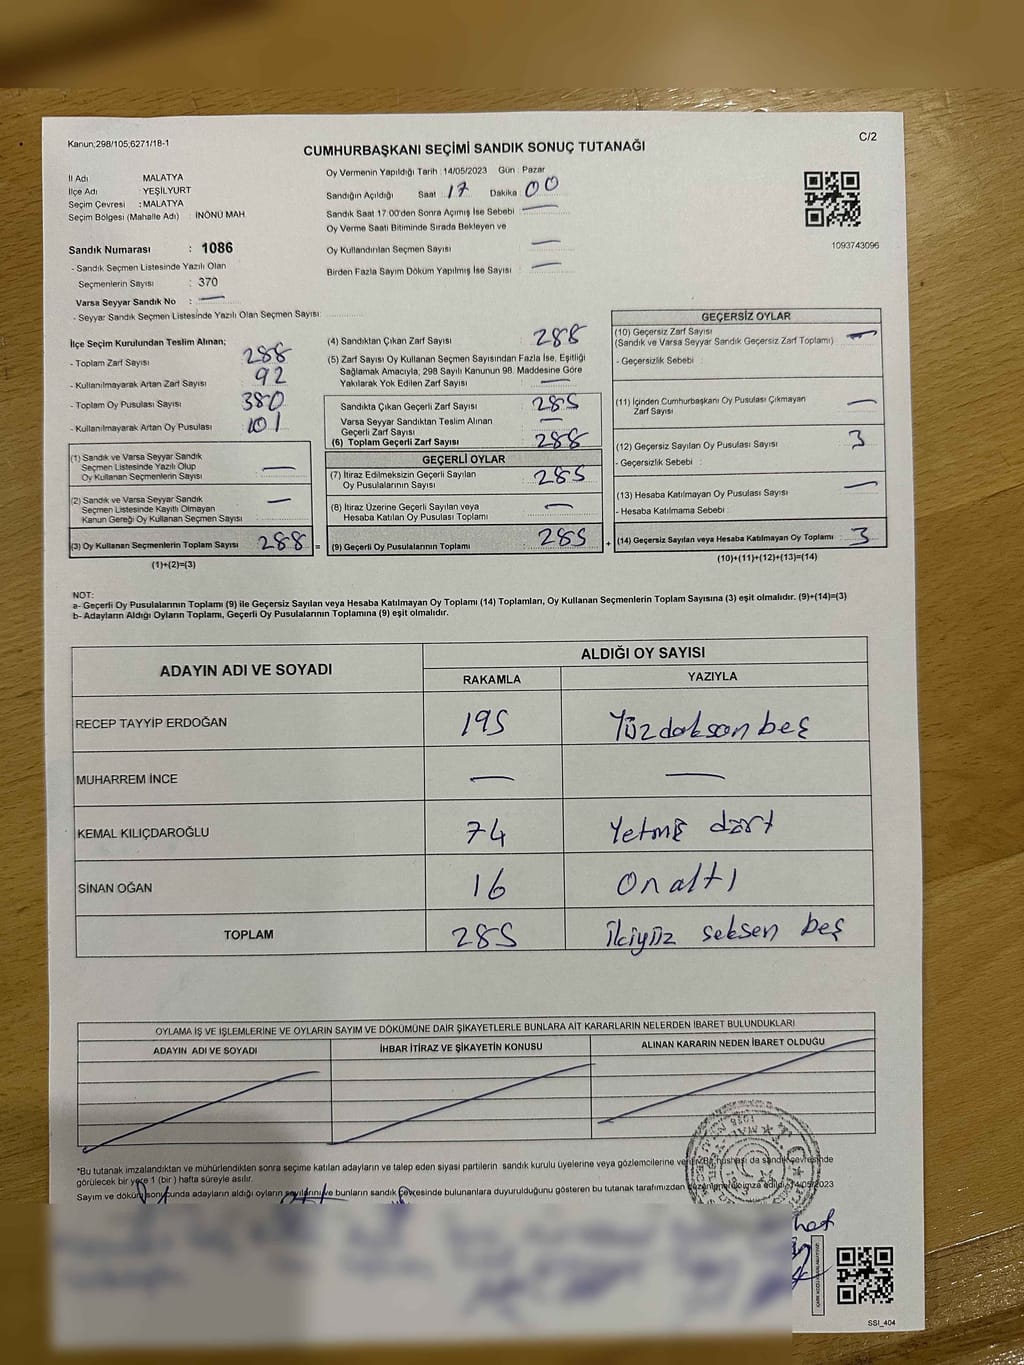 Kanun;298/105,6271/18-1
C/2
CUMHURBAŞKANI SEÇİMİ SANDIK SONUÇ TUTANAĞI
İl Adı MALATYA
İlçe Adı YEŞİLYURT
Seçim Çevresi : MALATYA
Seçim Bölgesi (Mahalle Adı) : İNÖNÜ MAH
Sandık Numarası : 1086
- Sandık Seçmen Listesinde Yazılı Olan
Seçmenlerin Sayısı : 370
Varsa Seyyar Sandık No : —
- Seyyar Sandık Seçmen Listesinde Yazılı Olan Seçmen Sayısı:
Oy Vermenin Yapıldığı Tarih : 14/05/2023 Gün : Pazar
Sandığın Açıldığı Saat 17 Dakika 00
Sandık Saat 17:00'den Sonra Açımış İse Sebebi —
Oy Verme Saati Bitiminde Sırada Bekleyen ve
Oy Kullandırılan Seçmen Sayısı —
Birden Fazla Sayım Döküm Yapılmış İse Sayısı —
1093743096
İlçe Seçim Kurulundan Teslim Alınan;
- Toplam Zarf Sayısı 288
- Kullanılmayarak Artan Zarf Sayısı 92
- Toplam Oy Pusulası Sayısı 380
- Kullanılmayarak Artan Oy Pusulası 101
(1) Sandık ve Varsa Seyyar Sandık
Seçmen Listesinde Yazılı Olup
Oy Kullanan Seçmenlerin Sayısı —
(2) Sandık ve Varsa Seyyar Sandık
Seçmen Listesinde Kayıtlı Olmayan
Kanun Gereği Oy Kullanan Seçmen Sayısı —
(3) Oy Kullanan Seçmenlerin Toplam Sayısı 288 =
(1)+(2)=(3)
(4) Sandıktan Çıkan Zarf Sayısı 288
(5) Zarf Sayısı Oy Kullanan Seçmen Sayısından Fazla İse, Eşitliği
Sağlamak Amacıyla, 298 Sayılı Kanunun 98. Maddesine Göre
Yakılarak Yok Edilen Zarf Sayısı —
Sandıkta Çıkan Geçerli Zarf Sayısı 285
Varsa Seyyar Sandıktan Teslim Alınan
Geçerli Zarf Sayısı —
(6) Toplam Geçerli Zarf Sayısı 288
GEÇERLİ OYLAR
(7) İtiraz Edilmeksizin Geçerli Sayılan
Oy Pusulalarının Sayısı 285
(8) İtiraz Üzerine Geçerli Sayılan veya
Hesaba Katılan Oy Pusulası Toplamı —
(9) Geçerli Oy Pusulalarının Toplamı 285 +
GEÇERSİZ OYLAR
(10) Geçersiz Zarf Sayısı
(Sandık ve Varsa Seyyar Sandık Geçersiz Zarf Toplamı) —
- Geçersizlik Sebebi :
(11) İçinden Cumhurbaşkanı Oy Pusulası Çıkmayan
Zarf Sayısı —
(12) Geçersiz Sayılan Oy Pusulası Sayısı 3
- Geçersizlik Sebebi :
(13) Hesaba Katılmayan Oy Pusulası Sayısı —
- Hesaba Katılmama Sebebi :
(14) Geçersiz Sayılan veya Hesaba Katılmayan Oy Toplamı 3
(10)+(11)+(12)+(13)=(14)
NOT:
a- Geçerli Oy Pusulalarının Toplamı (9) ile Geçersiz Sayılan veya Hesaba Katılmayan Oy Toplamı (14) Toplamları, Oy Kullanan Seçmenlerin Toplam Sayısına (3) eşit olmalıdır. (9)+(14)=(3)
b- Adayların Aldığı Oyların Toplamı, Geçerli Oy Pusulalarının Toplamına (9) eşit olmalıdır.
ADAYIN ADI VE SOYADI ALDIĞI OY SAYISI
RAKAMLA YAZIYLA
RECEP TAYYİP ERDOĞAN 195 Yüzdoksan beş
MUHARREM İNCE — —
KEMAL KILIÇDAROĞLU 74 Yetmiş dört
SİNAN OĞAN 16 On altı
TOPLAM 285 İkiyüz seksen beş
OYLAMA İŞ VE İŞLEMLERİNE VE OYLARIN SAYIM VE DÖKÜMÜNE DAİR ŞİKAYETLERLE BUNLARA AİT KARARLARIN NELERDEN İBARET BULUNDUKLARI
ADAYIN ADI VE SOYADI İHBAR İTİRAZ VE ŞİKAYETİN KONUSU ALINAN KARARIN NEDEN İBARET OLDUĞU
*Bu tutanak imzalandıktan ve mühürlendikten sonra seçime katılan adayların ve talep eden siyasi partilerin sandık kurulu üyelerine veya gözlemcilerine
görülecek bir yere 1 (bir) hafta süreyle asılır.
Sayım ve döküm sonucunda adayların aldığı oyların sayılarını ve bunların sandık çevresinde bulunanlara duyurulduğunu gösteren bu tutanak tarafımızdan
SSI_404